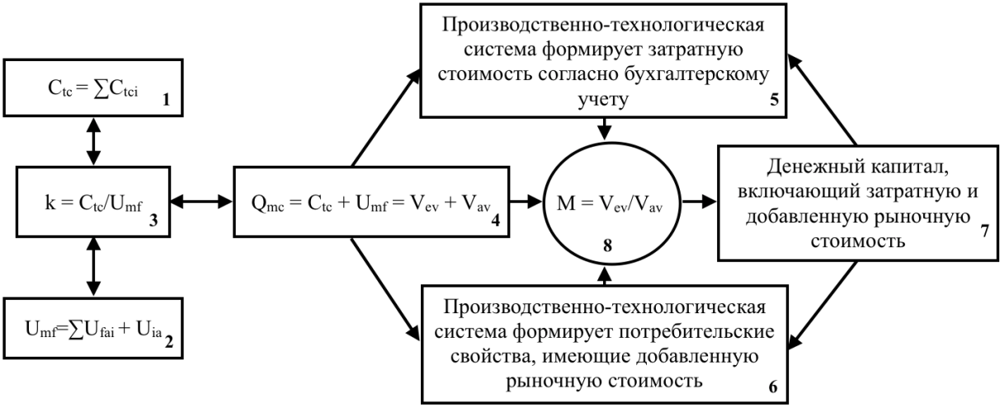 Производственно-технологическая
система формирует затратную
стоимость согласно бухгалтерскому
учету
5
C_tc = ∑C_tci
1
k = C_tc/U_mf
3
Q_mc = C_tc + U_mf = V_ev + V_av
4
M = V_ev/V_av
8
Денежный капитал,
включающий затратную и
добавленную рыночную
стоимость
7
U_mf=∑U_fai + U_ia
2
Производственно-технологическая
система формирует потребительские
свойства, имеющие добавленную
рыночную стоимость
6